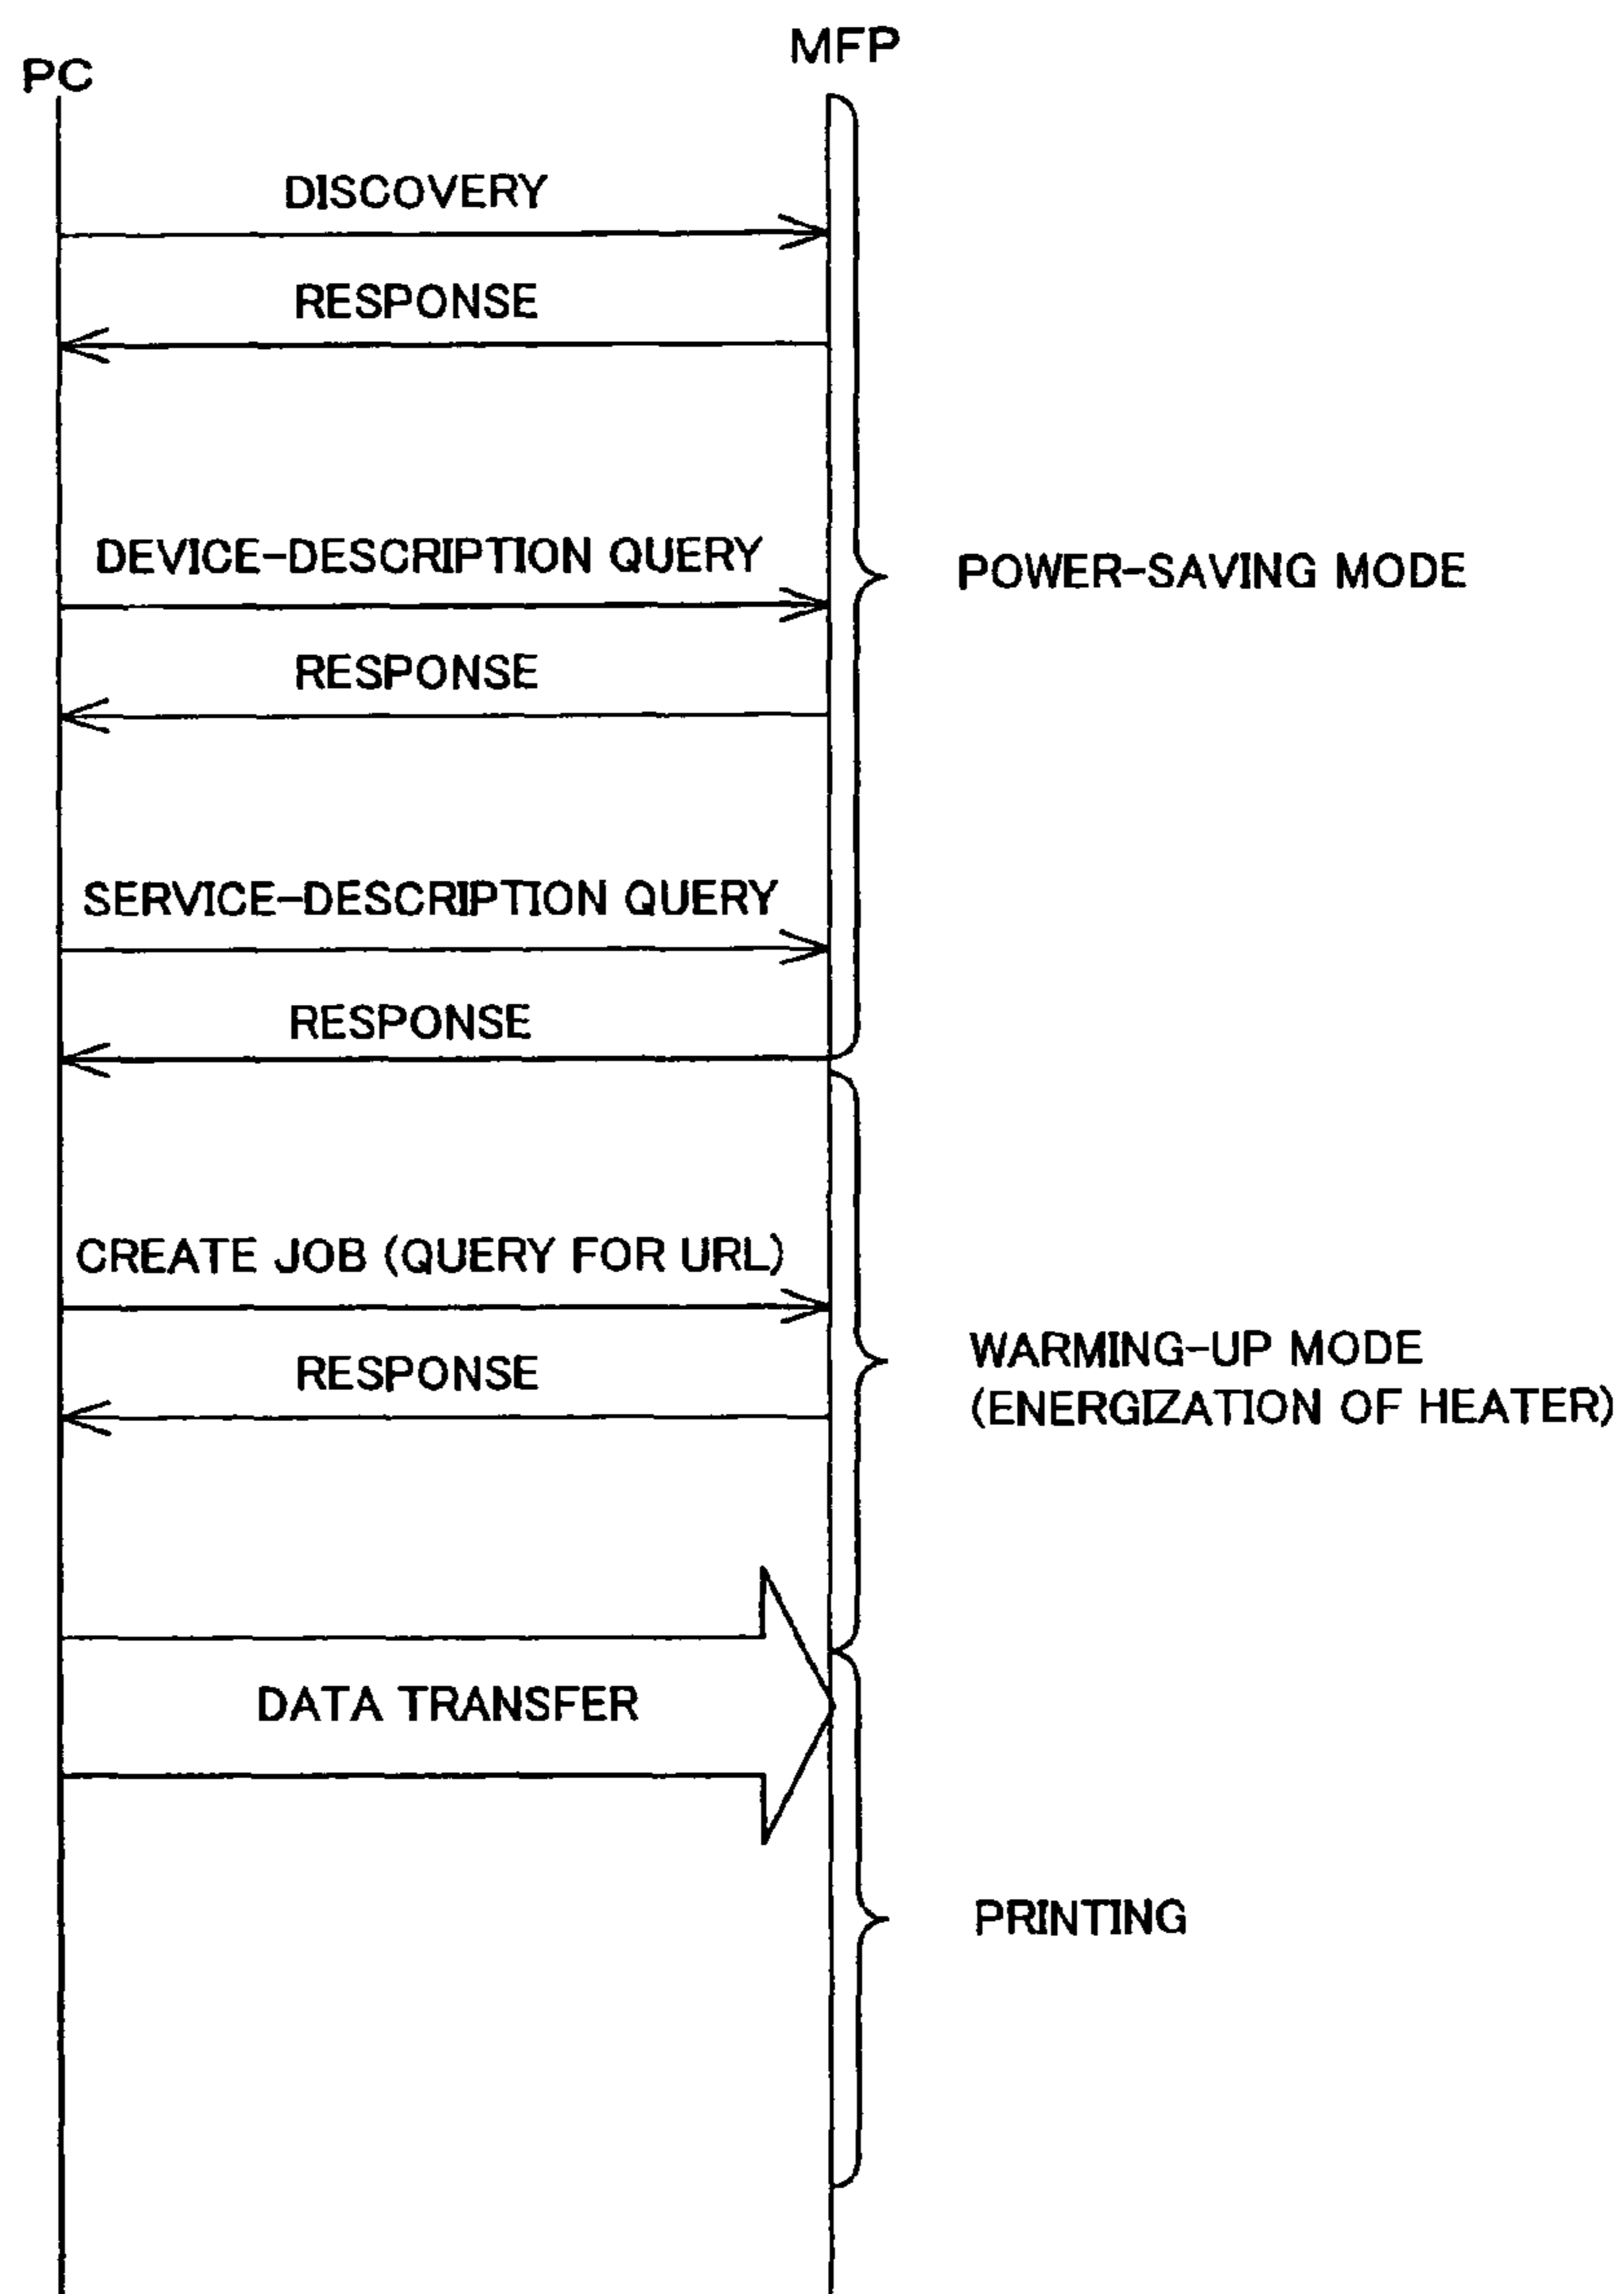 PC
MFP
DISCOVERY
RESPONSE
DEVICE-DESCRIPTION QUERY
POWER-SAVING MODE
RESPONSE
SERVICE-DESCRIPTION QUERY
RESPONSE
CREATE JOB (QUERY FOR URL)
WARMING-UP MODE
(ENERGIZATION OF HEATER)
RESPONSE
DATA TRANSFER
PRINTING